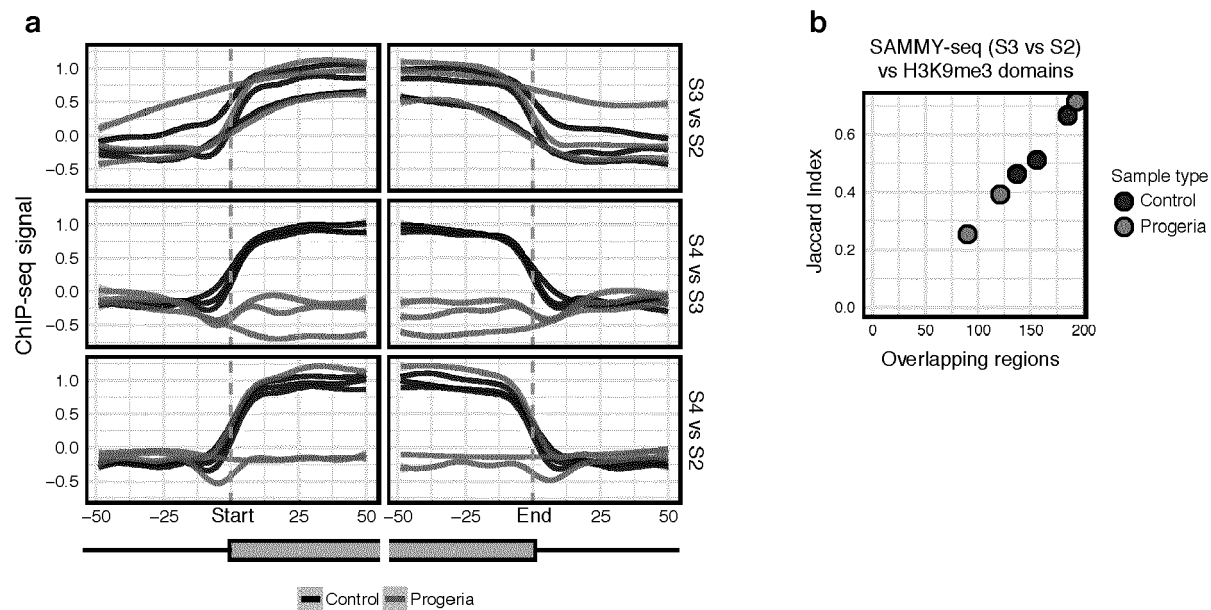 a
ChIP-seq signal
1.0
0.5
0.0
−0.5
S3 vs S2
1.0
0.5
0.0
−0.5
S4 vs S3
1.0
0.5
0.0
−0.5
S4 vs S2
−50 −25 Start 25 50 −50 −25 End 25 50
Control Progeria
b
SAMMY-seq (S3 vs S2)
vs H3K9me3 domains
Jaccard Index
0.6
0.4
0.2
0.0
0 50 100 150 200
Overlapping regions
Sample type
Control
Progeria